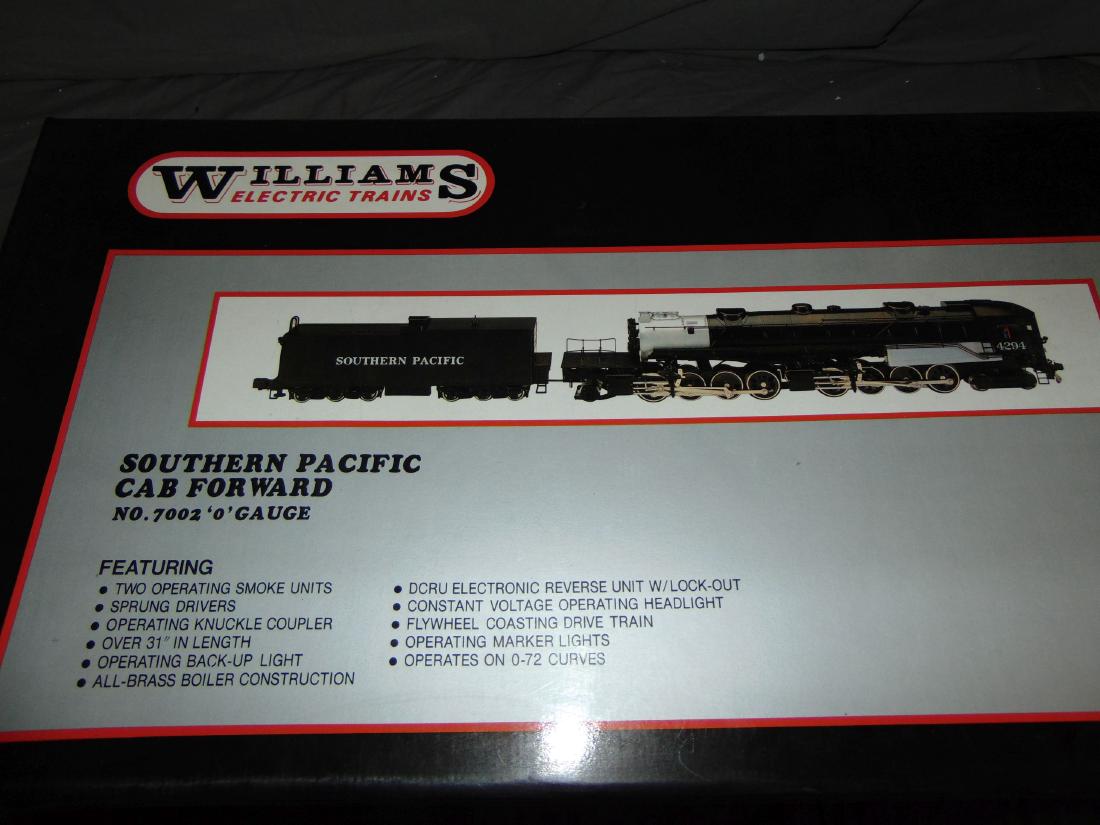 WILLIAMS
ELECTRIC TRAINS
SOUTHERN PACIFIC
4294
SOUTHERN PACIFIC
CAB FORWARD
NO. 7002 'O' GAUGE
FEATURING
• TWO OPERATING SMOKE UNITS
• SPRUNG DRIVERS
• OPERATING KNUCKLE COUPLER
• OVER 31" IN LENGTH
• OPERATING BACK-UP LIGHT
• ALL-BRASS BOILER CONSTRUCTION
• DCRU ELECTRONIC REVERSE UNIT W/LOCK-OUT
• CONSTANT VOLTAGE OPERATING HEADLIGHT
• FLYWHEEL COASTING DRIVE TRAIN
• OPERATING MARKER LIGHTS
• OPERATES ON 0-72 CURVES